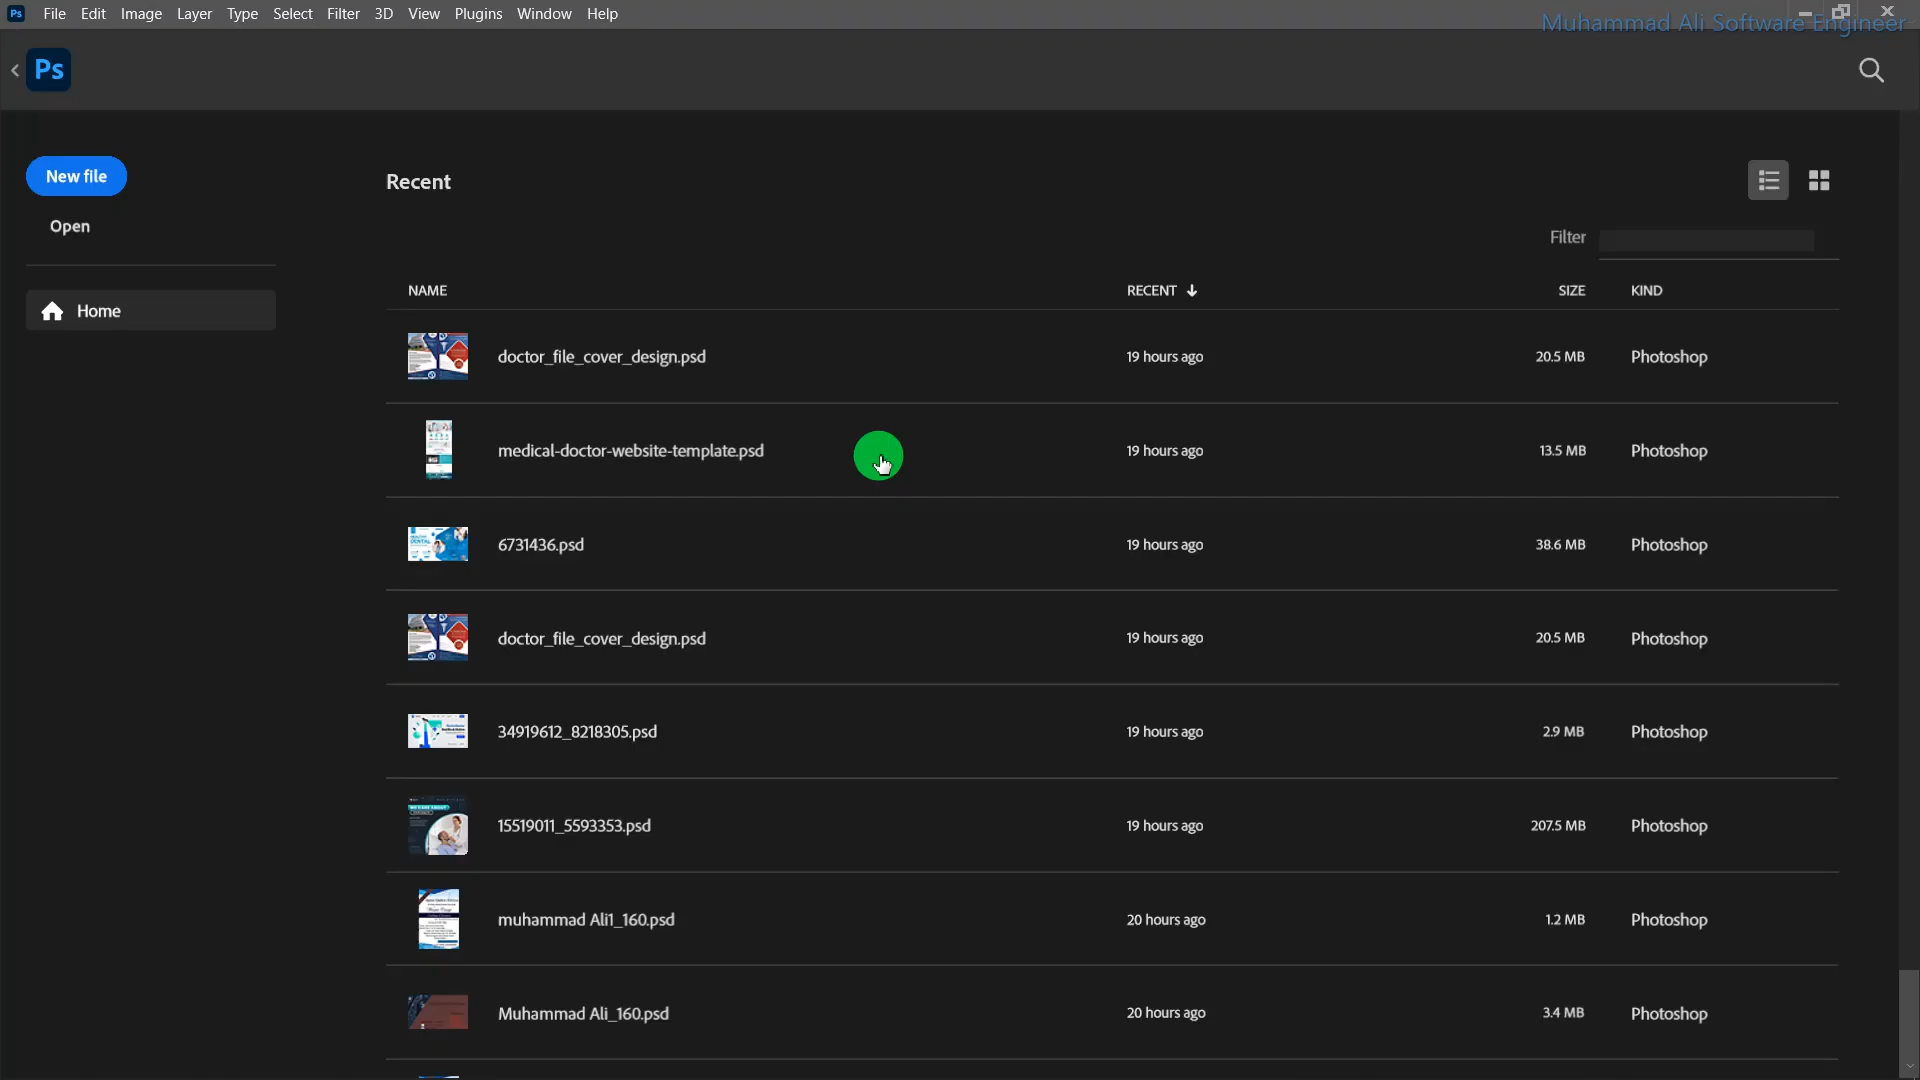 Ps File Edit Image Layer Type Select Filter 3D View Plugins Window Help
Muhammad Ali Software Engineer
Ps
New file
Open
Home
Recent
Filter
NAME RECENT SIZE KIND
doctor_file_cover_design.psd 19 hours ago 20.5 MB Photoshop
medical-doctor-website-template.psd 19 hours ago 13.5 MB Photoshop
6731436.psd 19 hours ago 38.6 MB Photoshop
doctor_file_cover_design.psd 19 hours ago 20.5 MB Photoshop
34919612_8218305.psd 19 hours ago 2.9 MB Photoshop
15519011_5593353.psd 19 hours ago 207.5 MB Photoshop
muhammad Ali1_160.psd 20 hours ago 1.2 MB Photoshop
Muhammad Ali_160.psd 20 hours ago 3.4 MB Photoshop